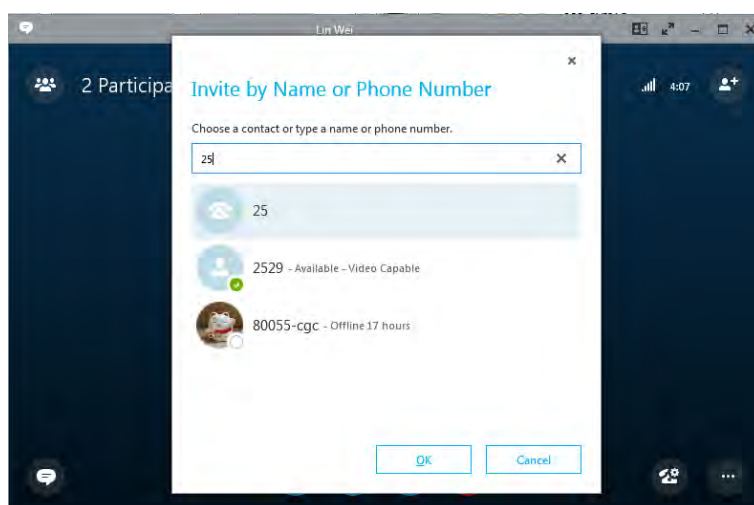 Lin Wei
2 Participa
4:07
Invite by Name or Phone Number
Choose a contact or type a name or phone number.
25
25
2529 - Available - Video Capable
80055-cgc - Offline 17 hours
OK
Cancel